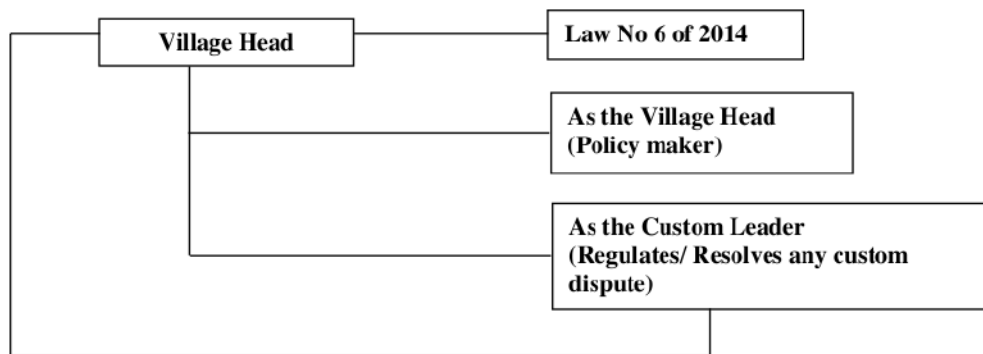 Village Head
Law No 6 of 2014
As the Village Head
(Policy maker)
As the Custom Leader
(Regulates/ Resolves any custom
dispute)